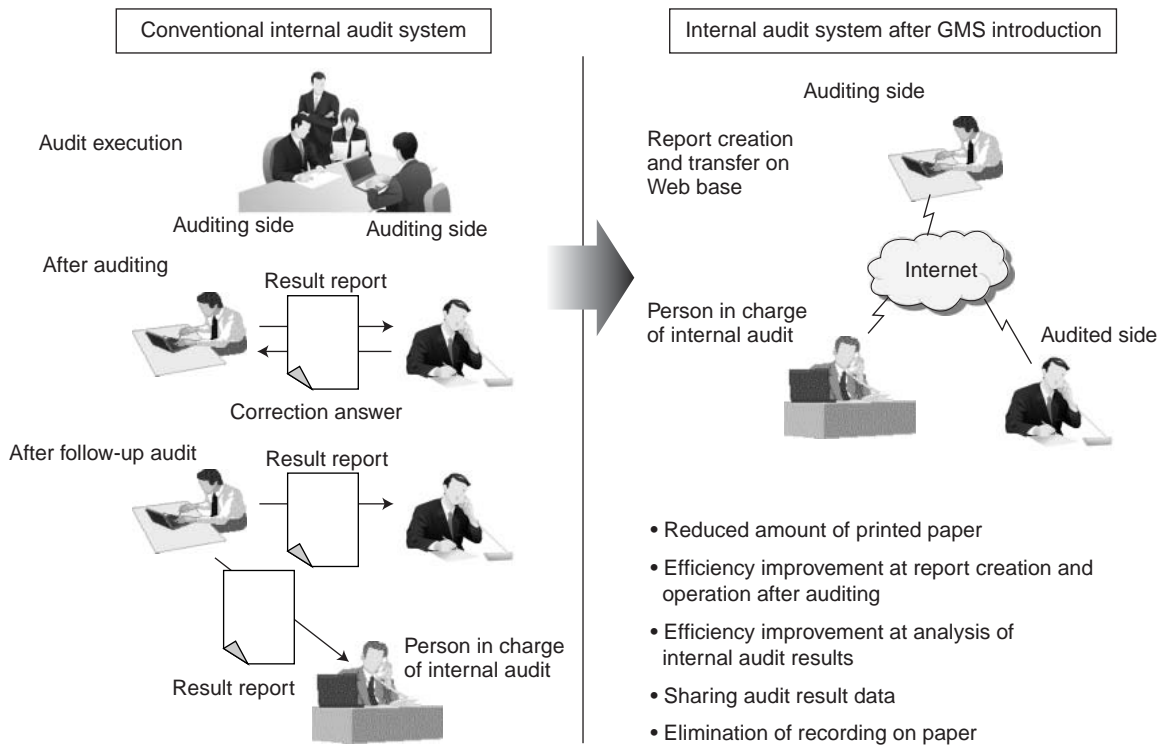 Conventional internal audit system
Audit execution
Auditing side
Auditing side
After auditing
Result report
Correction answer
After follow-up audit
Result report
Person in charge
of internal audit
Result report
Internal audit system after GMS introduction
Auditing side
Report creation
and transfer on
Web base
Internet
Person in charge
of internal audit
Audited side
• Reduced amount of printed paper
• Efficiency improvement at report creation and
operation after auditing
• Efficiency improvement at analysis of
internal audit results
• Sharing audit result data
• Elimination of recording on paper